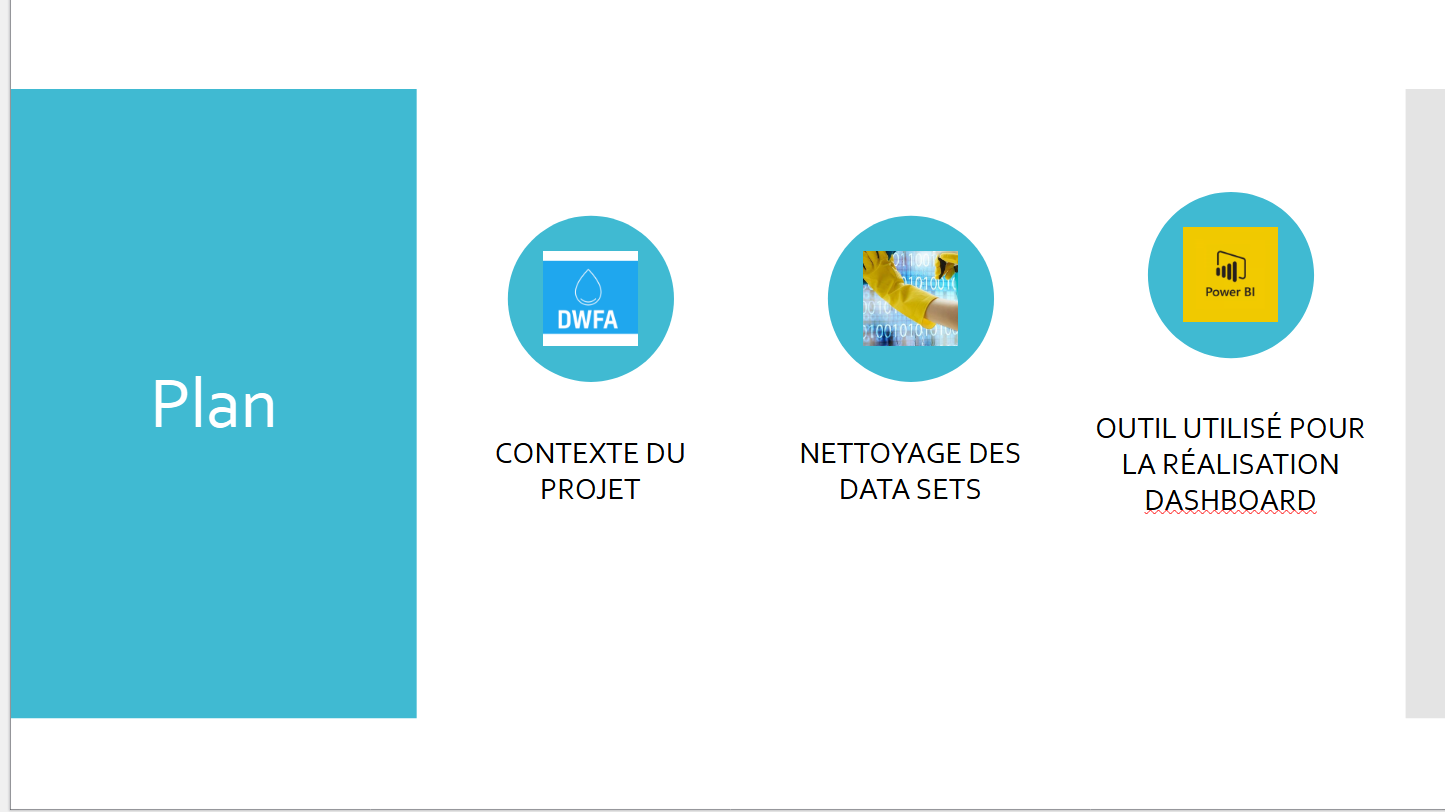 Plan
DWFA
CONTEXTE DU
PROJET
NETTOYAGE DES
DATA SETS
Power BI
OUTIL UTILISÉ POUR
LA RÉALISATION
DASHBOARD